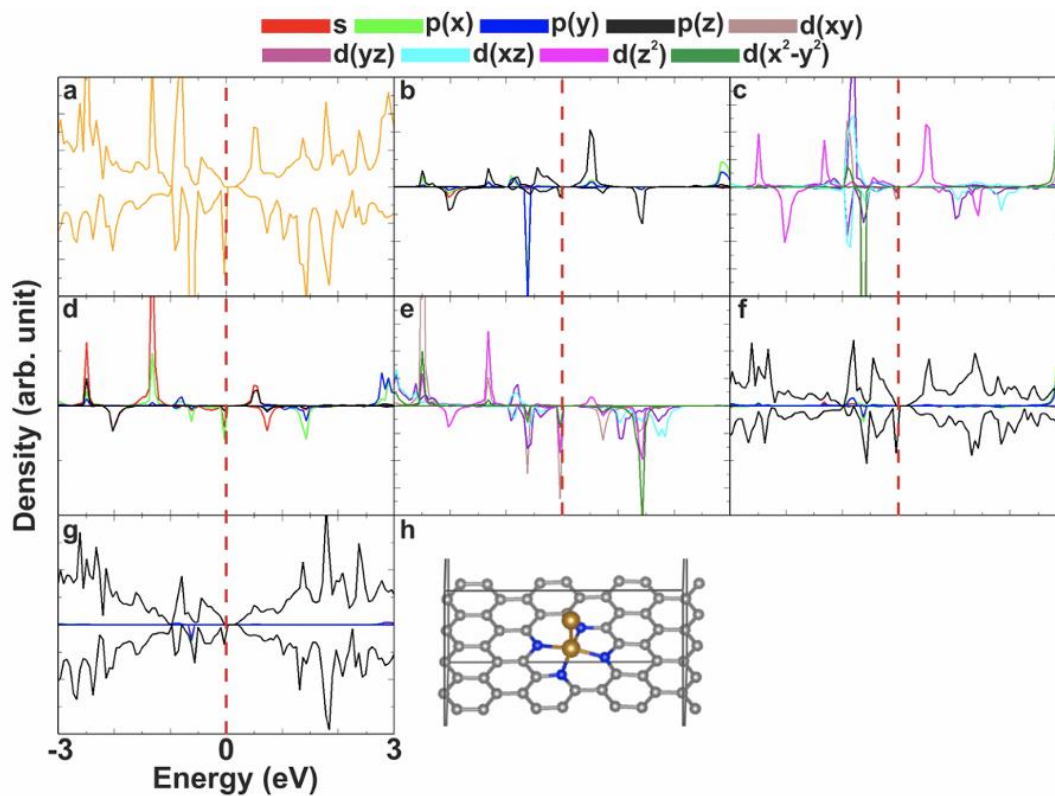 s p(x) p(y) p(z) d(xy)
d(yz) d(xz) d(z²) d(x²-y²)
a b c
d e f
g h
Density (arb. unit)
-3 0 3
Energy (eV)